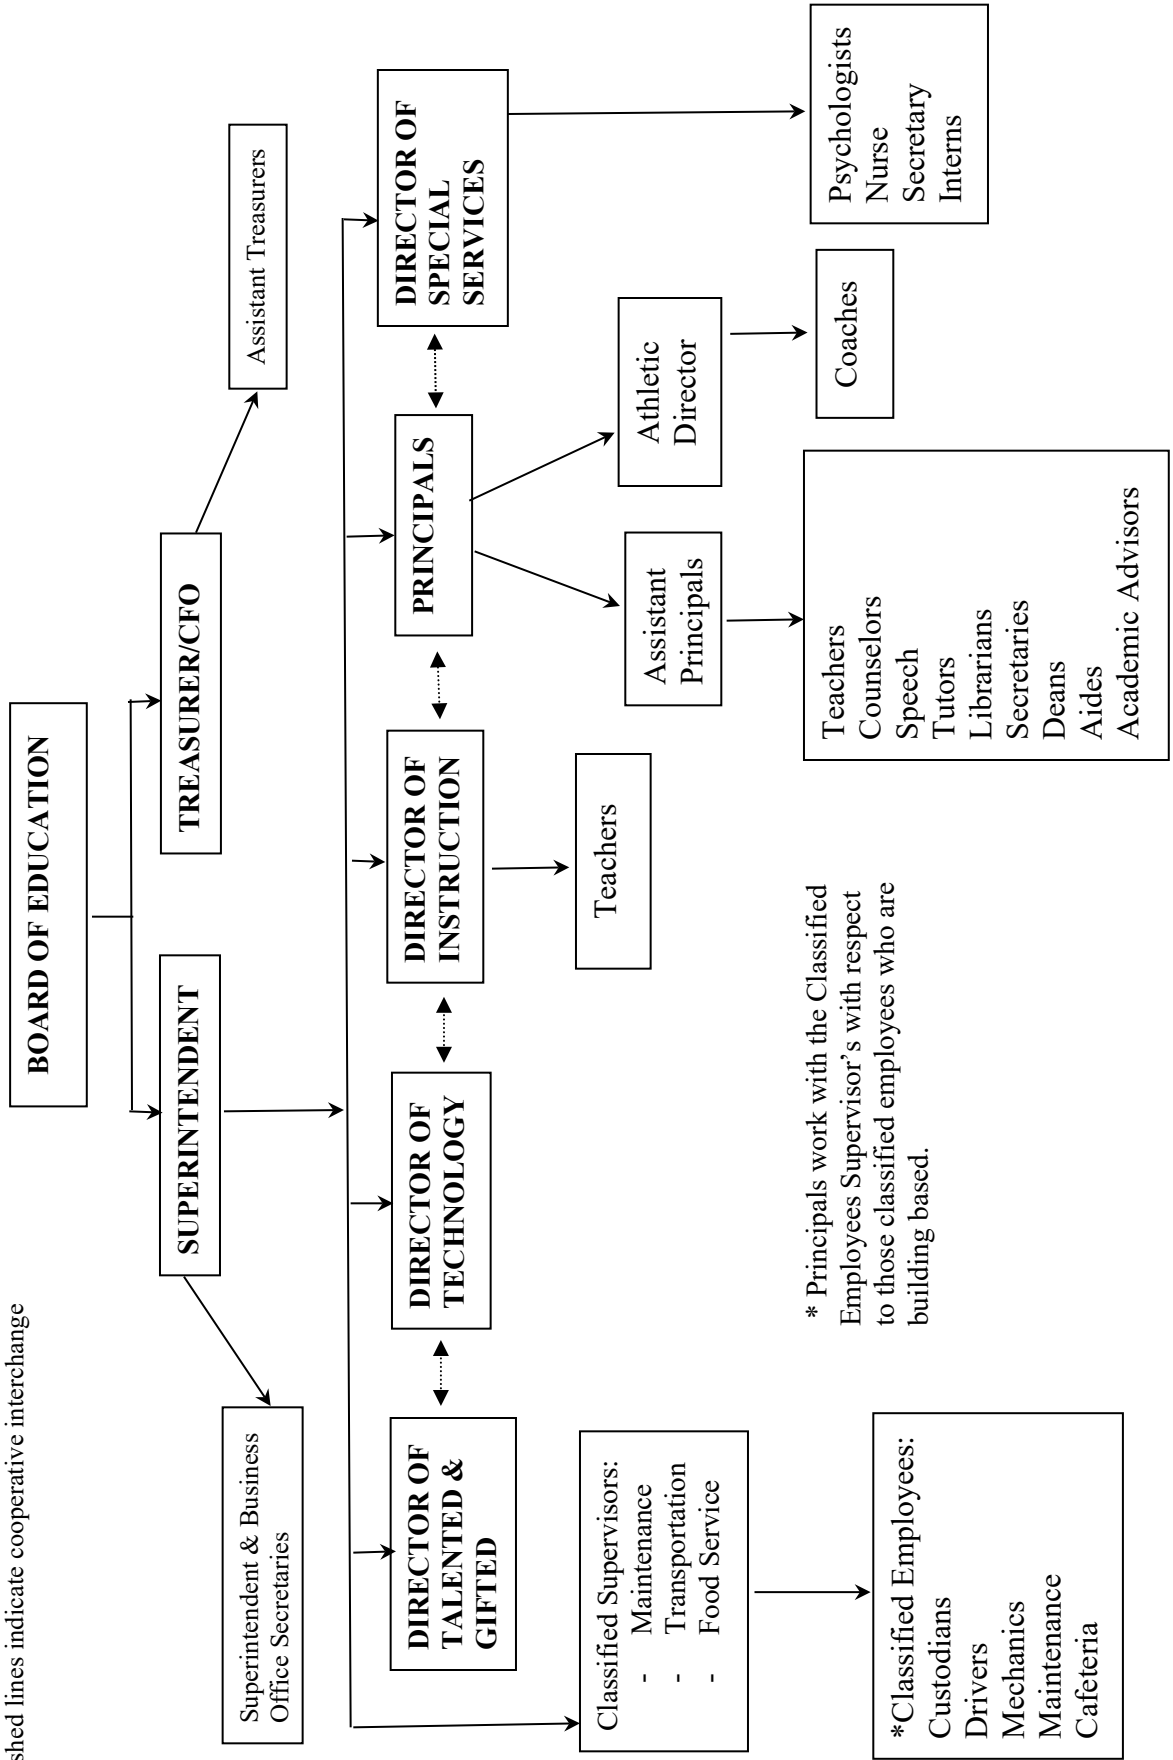 shed lines indicate cooperative interchange
BOARD OF EDUCATION
SUPERINTENDENT
TREASURER/CFO
Superintendent & Business
Office Secretaries
Assistant Treasurers
DIRECTOR OF
TALENTED &
GIFTED
DIRECTOR OF
TECHNOLOGY
DIRECTOR OF
INSTRUCTION
PRINCIPALS
DIRECTOR OF
SPECIAL
SERVICES
Classified Supervisors:
- Maintenance
- Transportation
- Food Service
Teachers
Assistant
Principals
Athletic
Director
*Classified Employees:
Custodians
Drivers
Mechanics
Maintenance
Cafeteria
* Principals work with the Classified
Employees Supervisor’s with respect
to those classified employees who are
building based.
Teachers
Counselors
Speech
Tutors
Librarians
Secretaries
Deans
Aides
Academic Advisors
Coaches
Psychologists
Nurse
Secretary
Interns